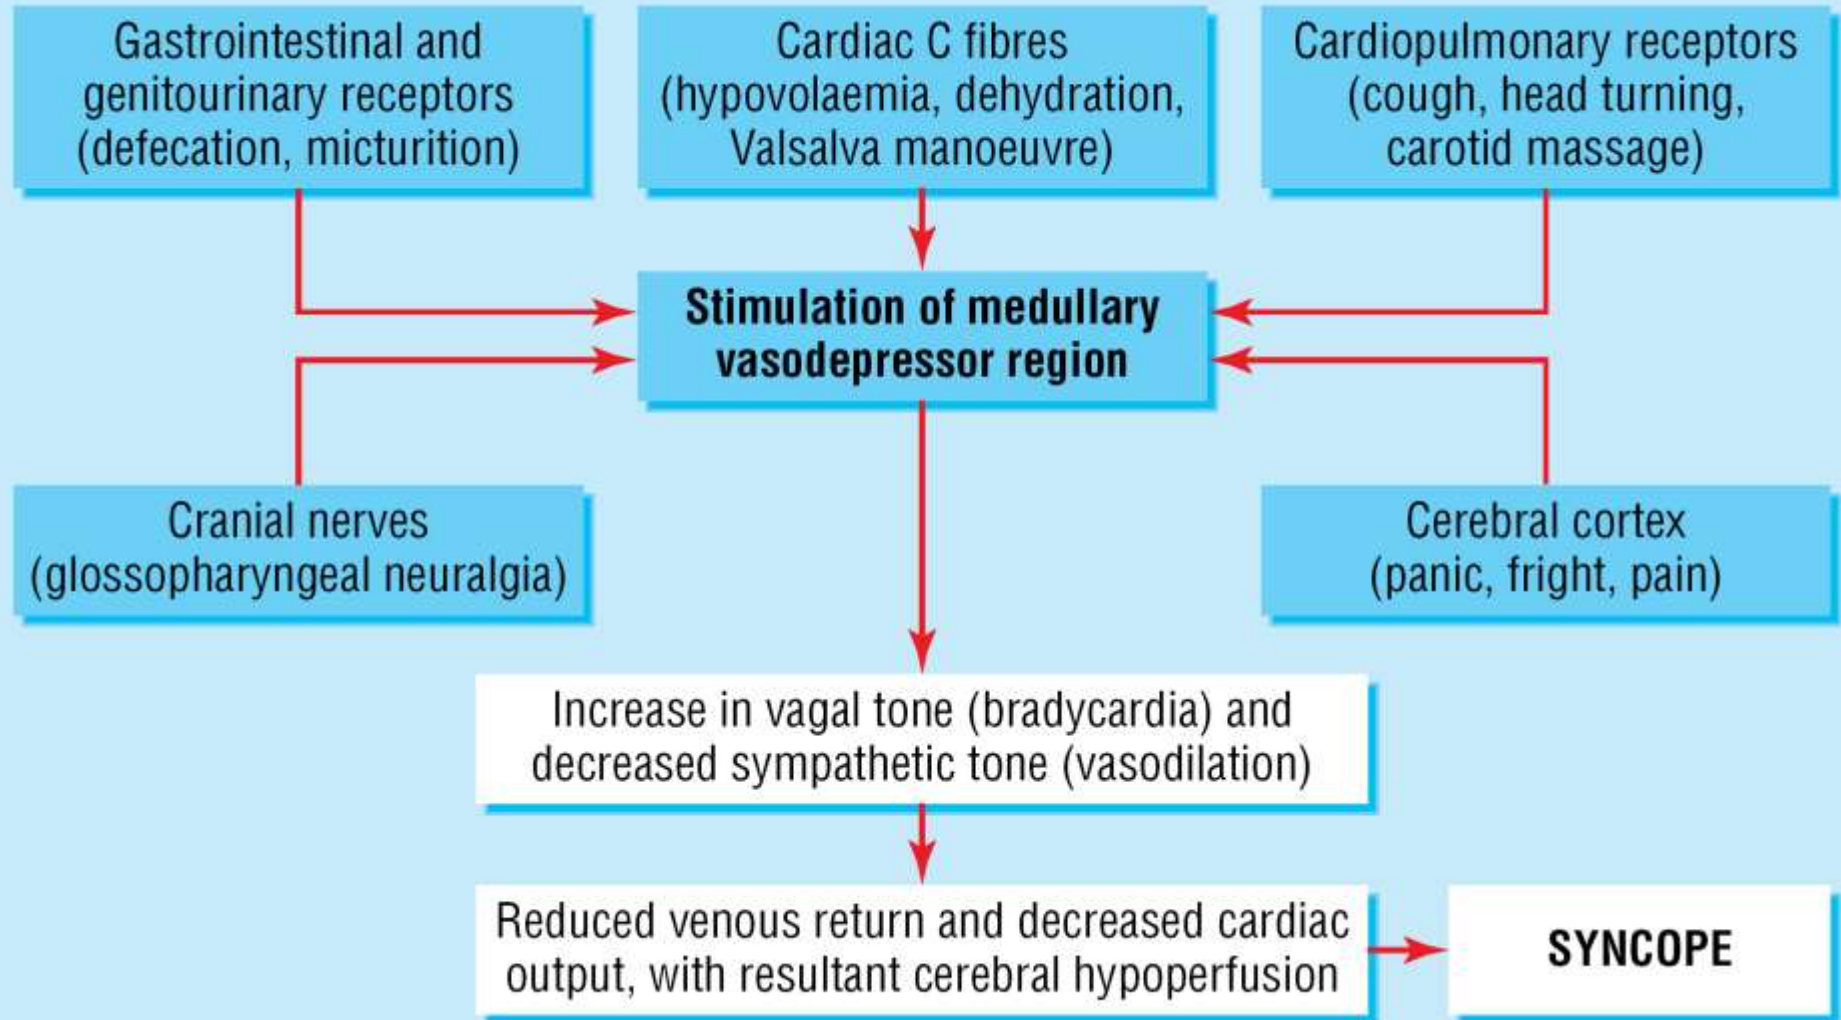 Gastrointestinal and
genitourinary receptors
(defecation, micturition)
Cardiac C fibres
(hypovolaemia, dehydration,
Valsalva manoeuvre)
Cardiopulmonary receptors
(cough, head turning,
carotid massage)
Stimulation of medullary
vasodepressor region
Cranial nerves
(glossopharyngeal neuralgia)
Cerebral cortex
(panic, fright, pain)
Increase in vagal tone (bradycardia) and
decreased sympathetic tone (vasodilation)
Reduced venous return and decreased cardiac
output, with resultant cerebral hypoperfusion
SYNCOPE